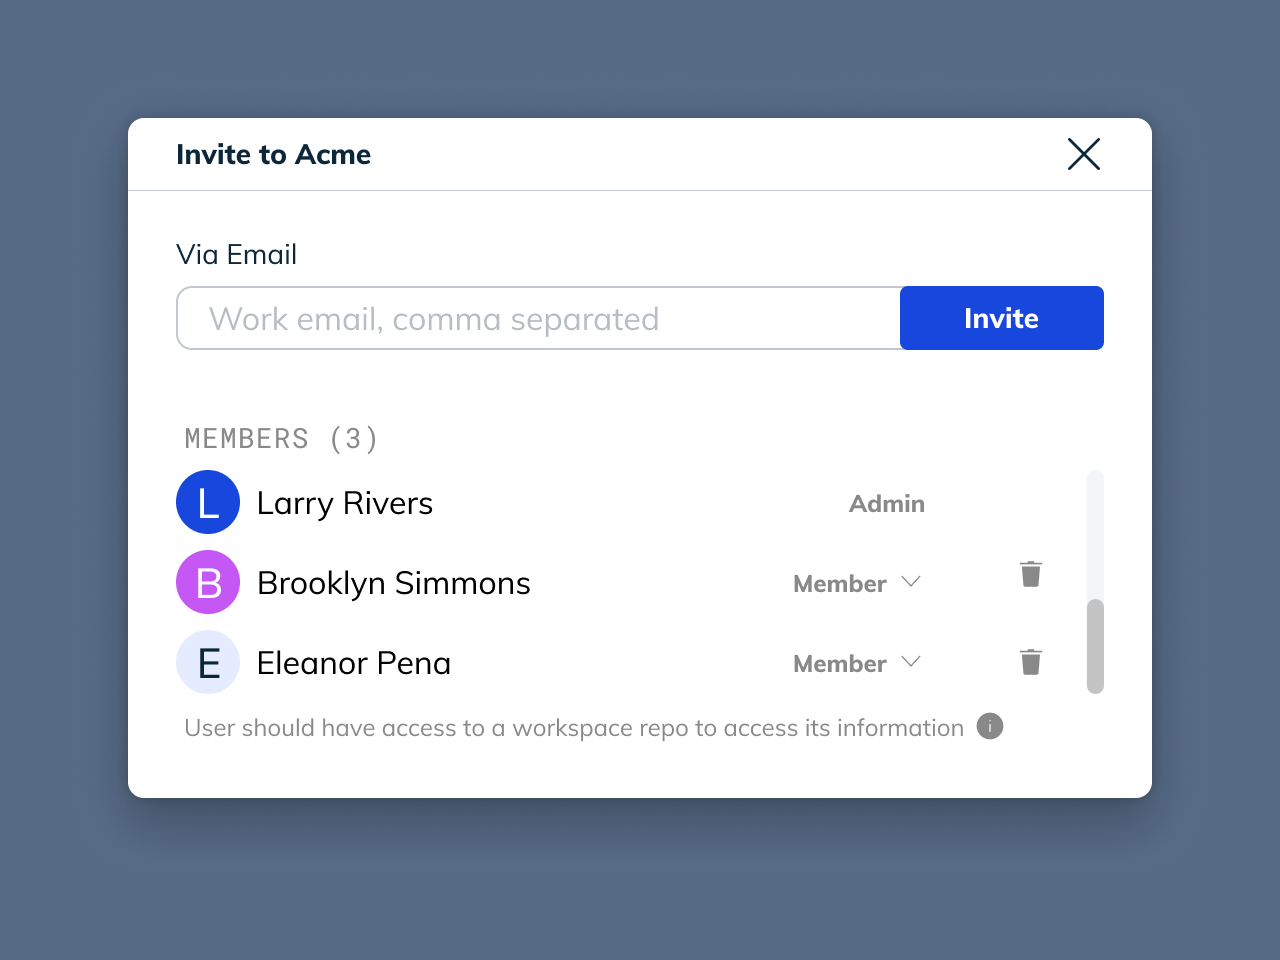 Invite to Acme
Via Email
Work email, comma separated
Invite
MEMBERS (3)
L Larry Rivers Admin
B Brooklyn Simmons Member
E Eleanor Pena Member
User should have access to a workspace repo to access its information i